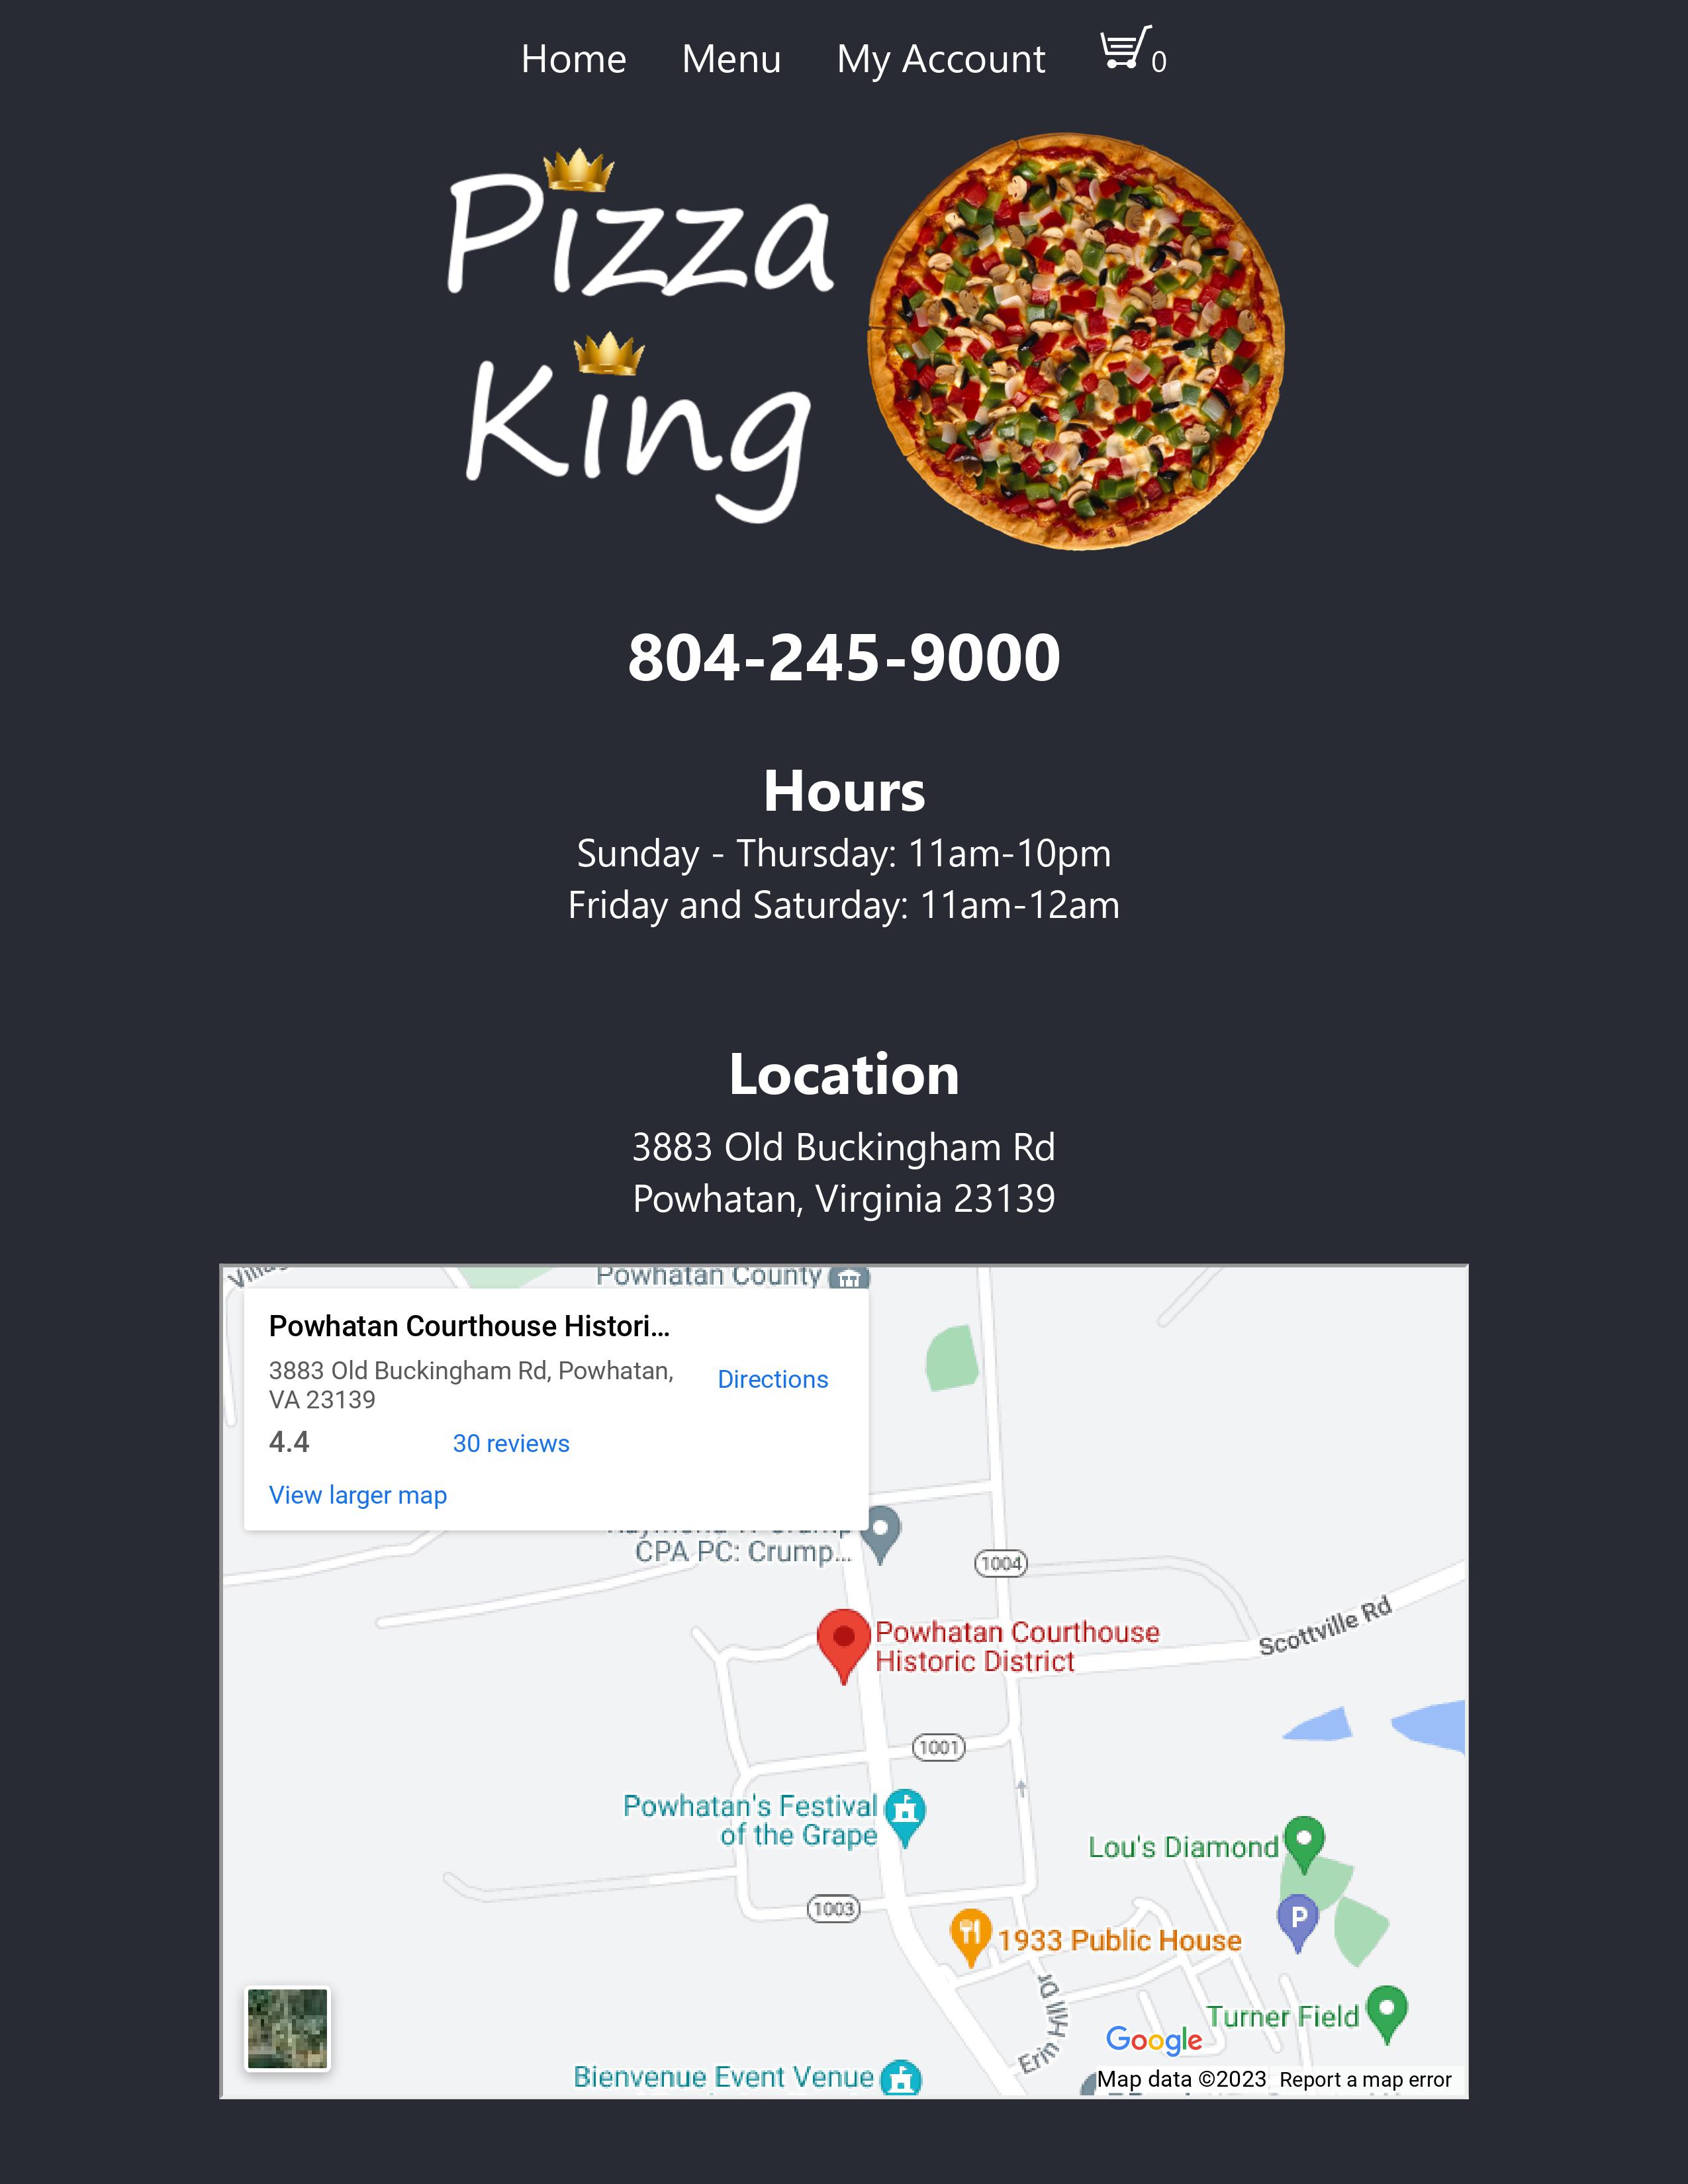 Home Menu My Account 0
Pizza
King
804-245-9000
Hours
Sunday - Thursday: 11am-10pm
Friday and Saturday: 11am-12am
Location
3883 Old Buckingham Rd
Powhatan, Virginia 23139
Powhatan County
Powhatan Courthouse Histori...
3883 Old Buckingham Rd, Powhatan,
VA 23139
Directions
4.4 30 reviews
View larger map
CPA PC: Crump...
1004
Scottville Rd
Powhatan Courthouse
Historic District
1001
Powhatan's Festival
of the Grape
Lou's Diamond
1003
P
1933 Public House
Erin Hill Dr
Turner Field
Google
Bienvenue Event Venue
Map data ©2023 Report a map error